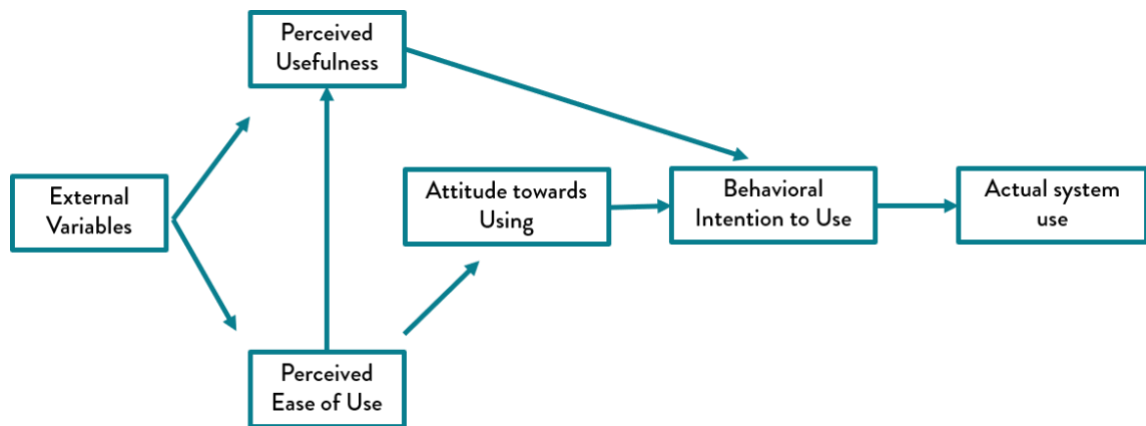 Perceived
Usefulness
External
Variables
Attitude towards
Using
Behavioral
Intention to Use
Actual system
use
Perceived
Ease of Use